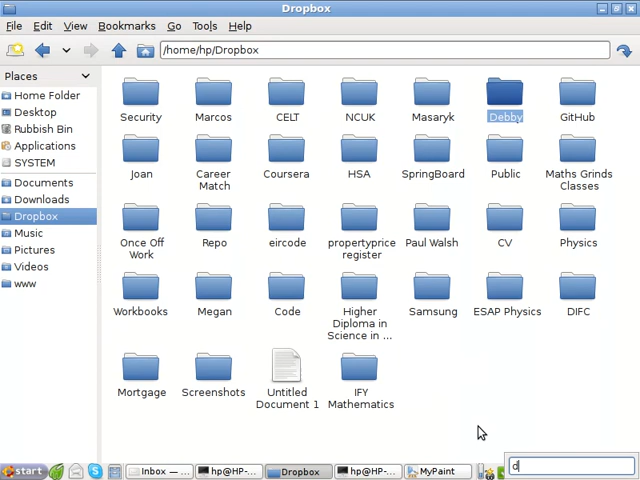 Dropbox
File Edit View Bookmarks Go Tools Help
/home/hp/Dropbox
Places
Home Folder
Desktop
Rubbish Bin
Applications
SYSTEM
Documents
Downloads
Dropbox
Music
Pictures
Videos
www
Security Marcos CELT NCUK Masaryk Debby GitHub
Joan
Career
Match
Coursera
HSA
SpringBoard
Public
Maths Grinds
Classes
Once Off
Work
Repo
eircode
propertyprice
register
Paul Walsh
CV
Physics
Workbooks
Megan
Code
Higher
Diploma in
Science in ...
Samsung
ESAP Physics
DIFC
Mortgage
Screenshots
Untitled
Document 1
IFY
Mathematics
start
Inbox — ...
hp@HP-...
Dropbox
hp@HP-...
MyPaint
d